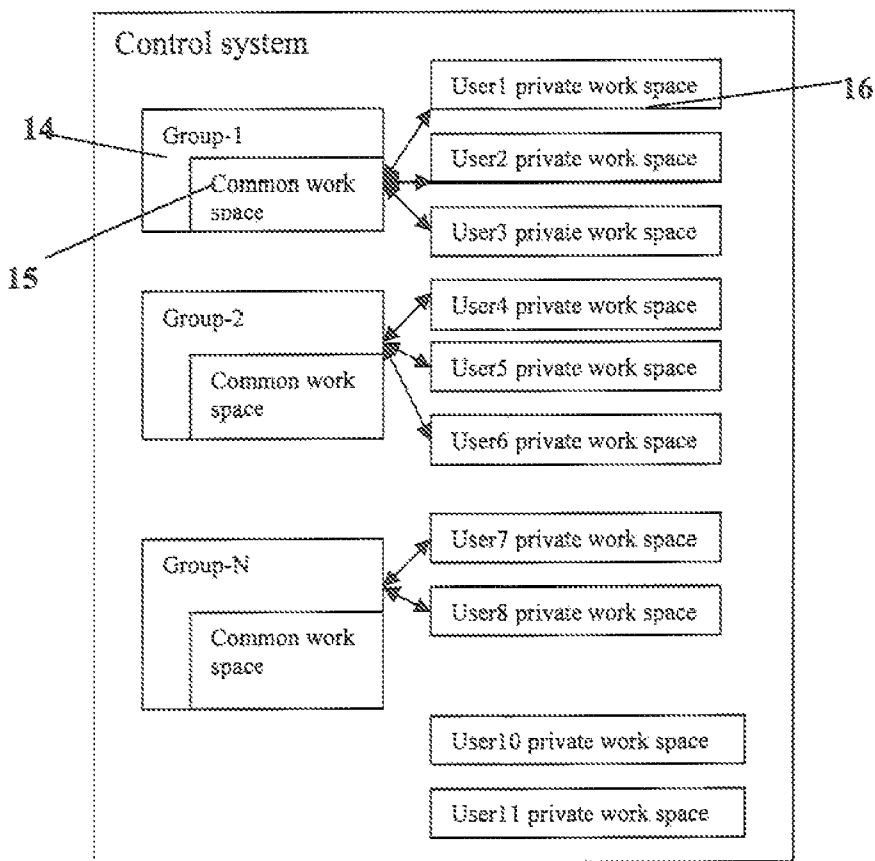 Control system
User1 private work space
16
14
Group-1
User2 private work space
Common work
space
User3 private work space
15
Group-2
User4 private work space
User5 private work space
Common work
space
User6 private work space
User7 private work space
Group-N
User8 private work space
Common work
space
User10 private work space
User11 private work space